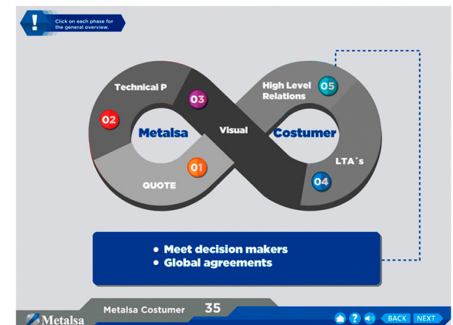 Click on each phase for
the general overview.
Technical P
High Level
Relations
05
03
02
Metalsa
Visual
Costumer
LTA´s
01
04
QUOTE
• Meet decision makers
• Global agreements
Metalsa Costumer
35
Metalsa
BACK
NEXT